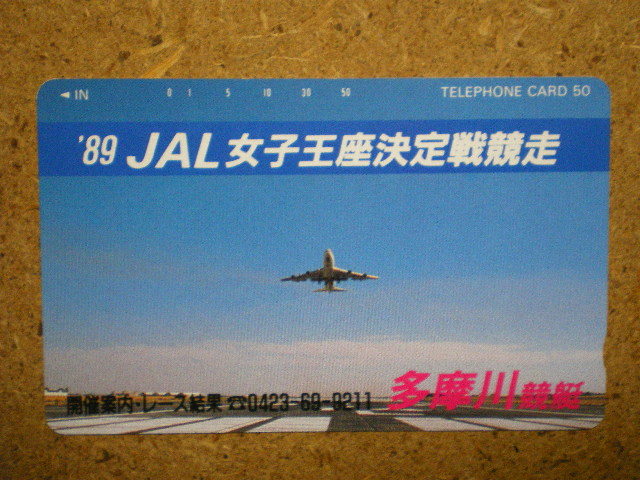 ◄ IN 0 1 5 10 30 50 TELEPHONE CARD 50
'89 JAL女子王座決定戦競走
開催案内・レース結果 ☎0423-69-0211 多摩川競艇